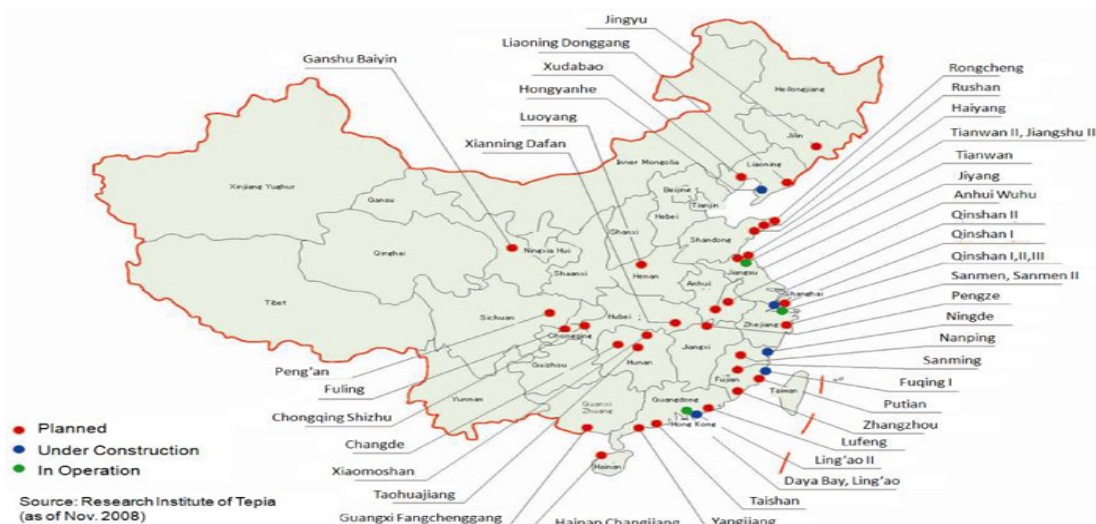 Jingyu
Liaoning Donggang
Ganshu Baiyin
Xudabao
Hongyanhe
Luoyang
Xianning Dafan
Rongcheng
Rushan
Haiyang
Tianwan II, Jiangshu II
Tianwan
Jiyang
Anhui Wuhu
Qinshan II
Qinshan I
Qinshan I,II,III
Sanmen, Sanmen II
Pengze
Ningde
Nanping
Sanming
Fuqing I
Putian
Zhangzhou
Lufeng
Ling'ao II
Daya Bay, Ling'ao
Taishan
Yangjiang
Hainan Changjiang
Guangxi Fangchenggang
Taohuajiang
Xiaomoshan
Changde
Chongqing Shizhu
Fuling
Peng'an
Heilongjiang
Jilin
Liaoning
Inner Mongolia
Beijing
Tianjin
Hebei
Shanxi
Shandong
Xinjiang Yughur
Gansu
Ningxia Hui
Qinghai
Shaanxi
Henan
Jiangsu
Anhui
Shanghai
Tibet
Sichuan
Hubei
Chongqing
Zhejiang
Jiangxi
Hunan
Guizhou
Fujian
Yunnan
Guanxi
Zhuang
Guangdong
Taiwan
Hong Kong
Hainan
Planned
Under Construction
In Operation
Source: Research Institute of Tepia
(as of Nov. 2008)